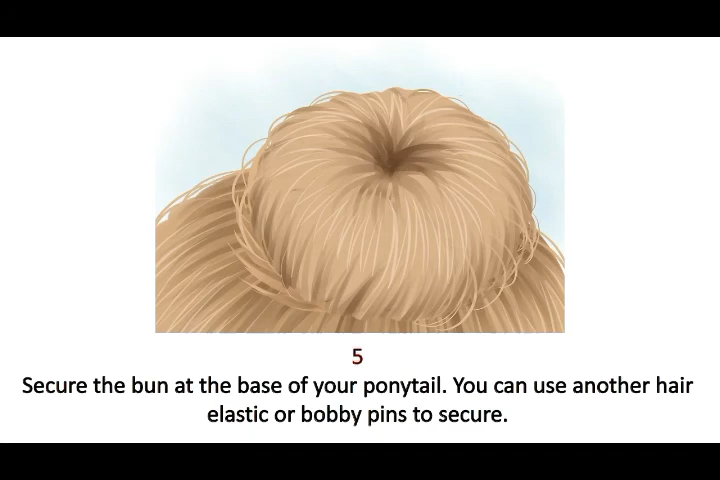 5
Secure the bun at the base of your ponytail. You can use another hair
elastic or bobby pins to secure.